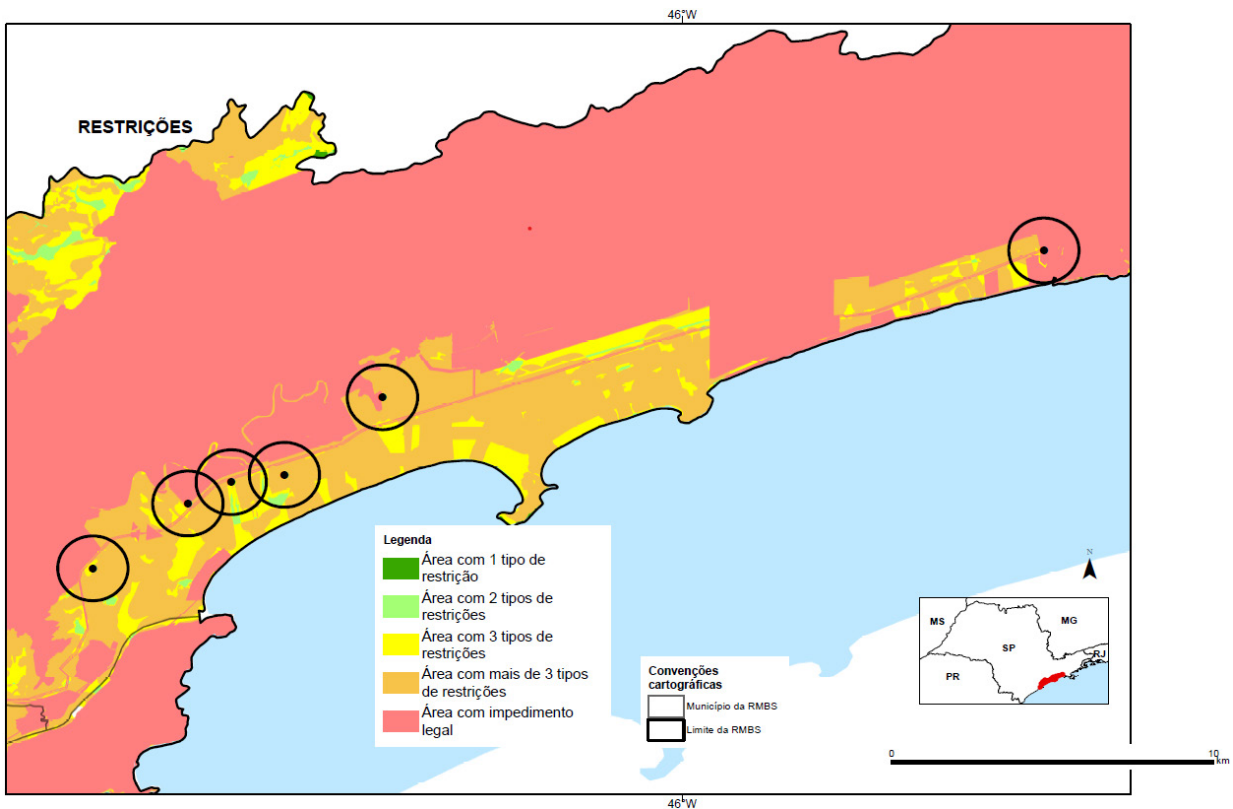 46°W
RESTRIÇÕES
Legenda
Área com 1 tipo de
restrição
Área com 2 tipos de
restrições
Área com 3 tipos de
restrições
Área com mais de 3 tipos
de restrições
Área com impedimento
legal
Convenções
cartográficas
Município da RMBS
Limite da RMBS
N
MS
MG
SP
RJ
PR
0
10
km
46°W